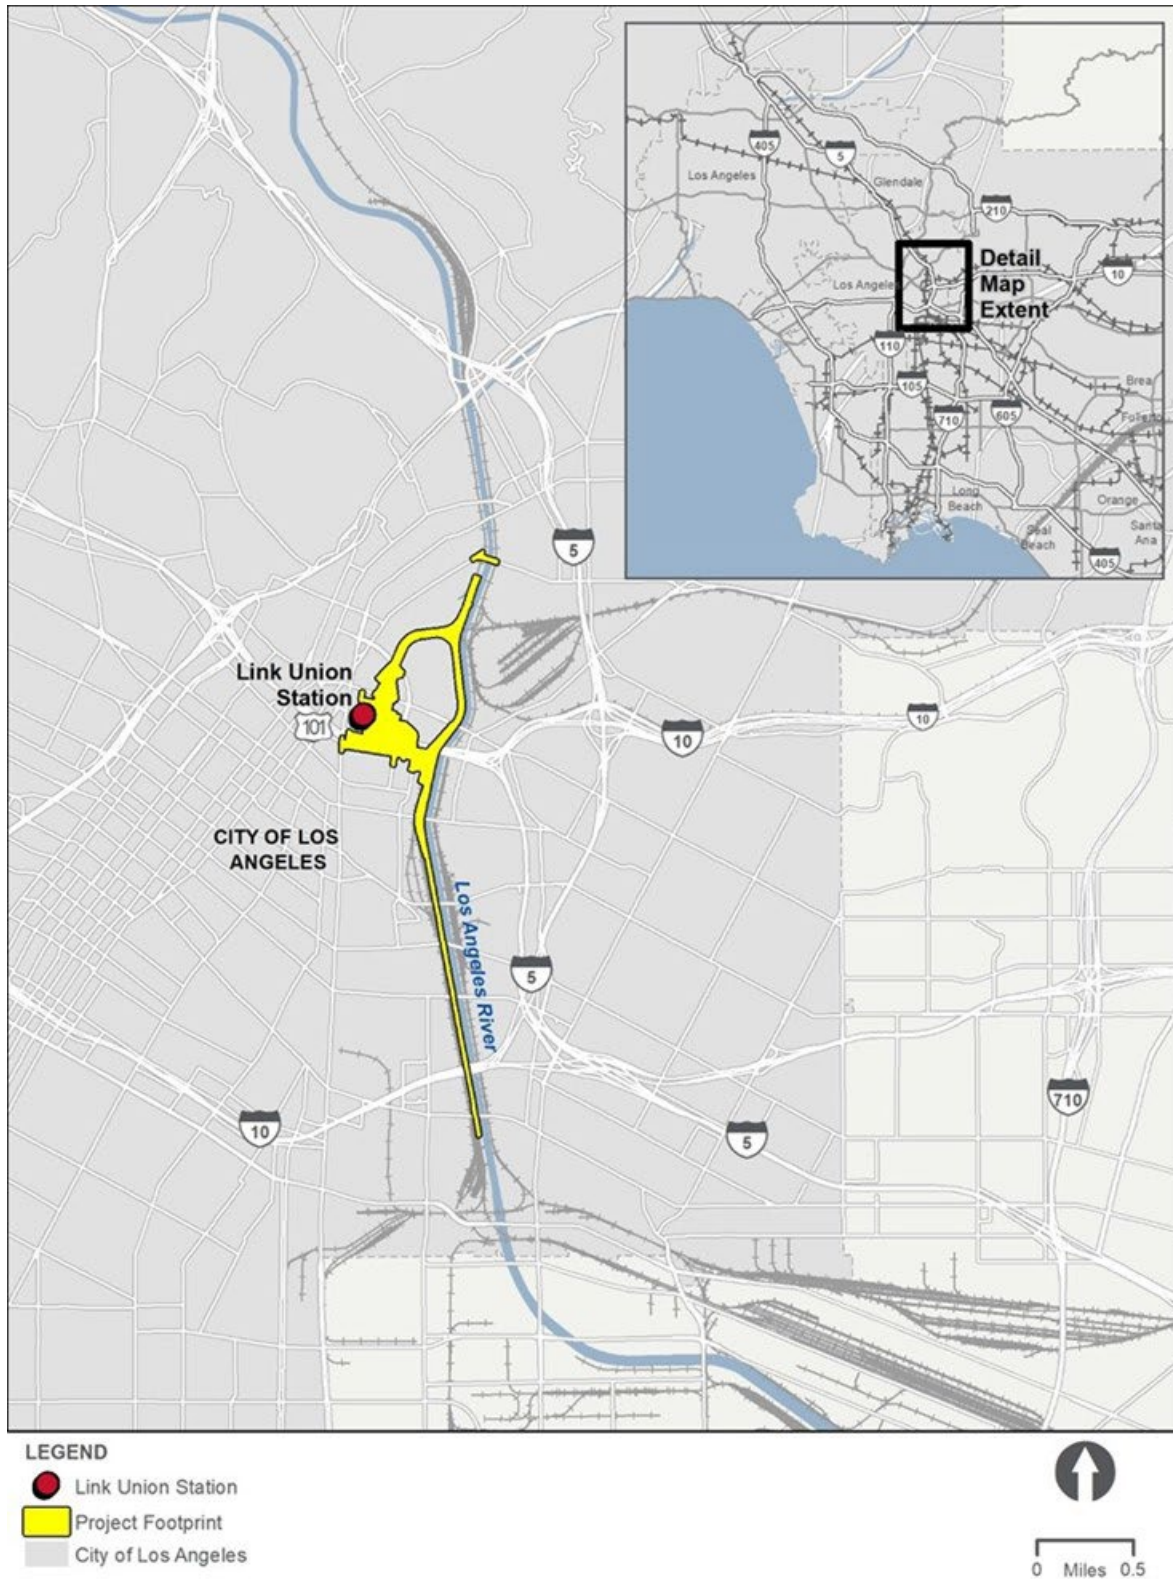 405
5
Los Angeles
Glendale
210
Detail
Map
Extent
10
Los Angeles
110
105
710
605
Brea
Long
Beach
Seal
Beach
Orange
Santa
Ana
405
5
Link Union
Station
101
10
10
CITY OF LOS
ANGELES
Los Angeles River
5
10
5
710
LEGEND
Link Union Station
Project Footprint
City of Los Angeles
0 Miles 0.5